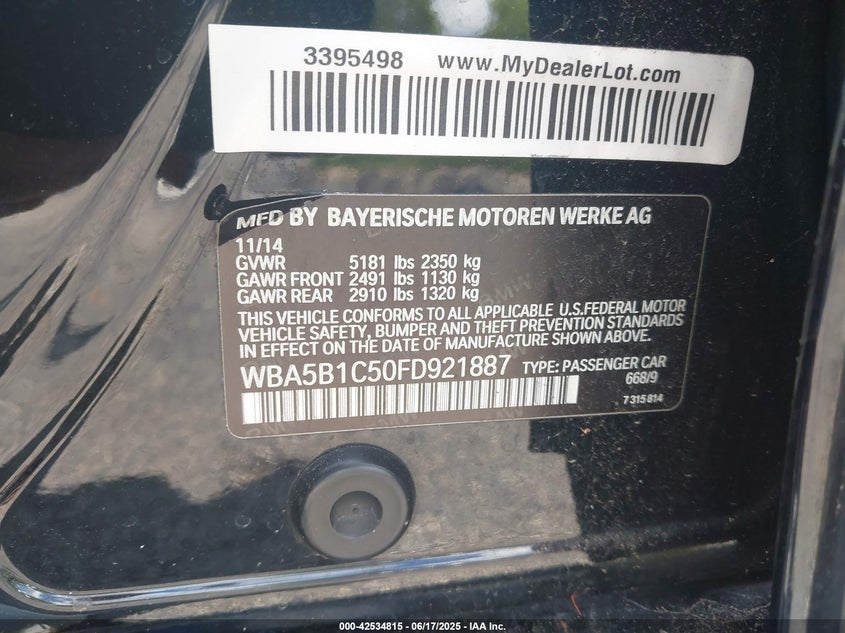 3395498 www.MyDealerLot.com
MFD BY BAYERISCHE MOTOREN WERKE AG
11/14
GVWR 5181 lbs 2350 kg
GAWR FRONT 2491 lbs 1130 kg
GAWR REAR 2910 lbs 1320 kg
THIS VEHICLE CONFORMS TO ALL APPLICABLE U.S.FEDERAL MOTOR
VEHICLE SAFETY, BUMPER AND THEFT PREVENTION STANDARDS
IN EFFECT ON THE DATE OF MANUFACTURE SHOWN ABOVE.
WBA5B1C50FD921887 TYPE: PASSENGER CAR
668/9
7 315 814
000-42534815 - 06/17/2025 - IAA Inc.